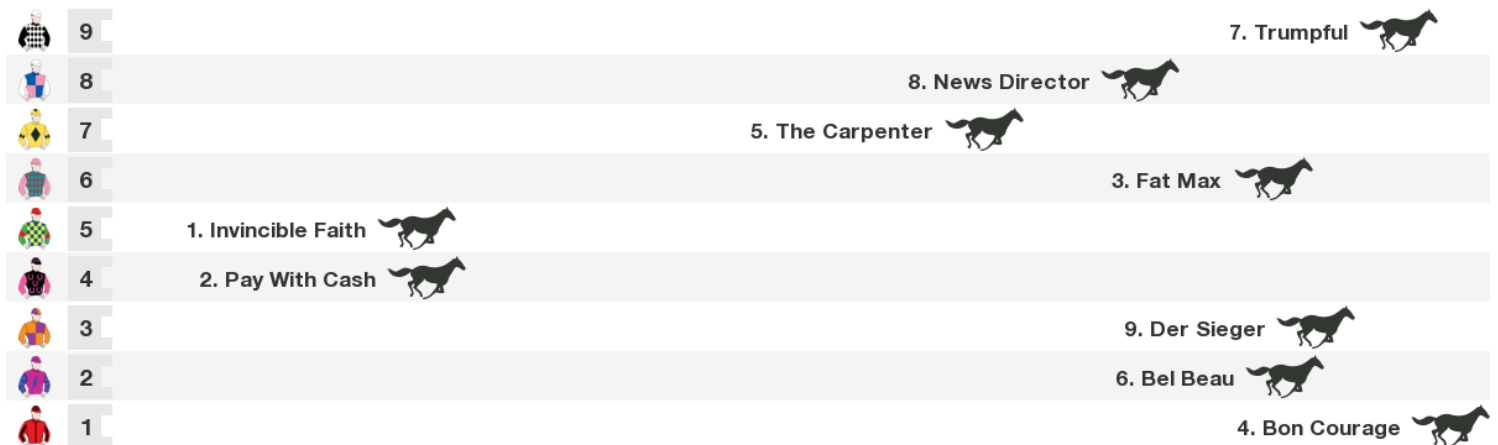 9 7. Trumpful
8 8. News Director
7 5. The Carpenter
6 3. Fat Max
5 1. Invincible Faith
4 2. Pay With Cash
3 9. Der Sieger
2 6. Bel Beau
1 4. Bon Courage